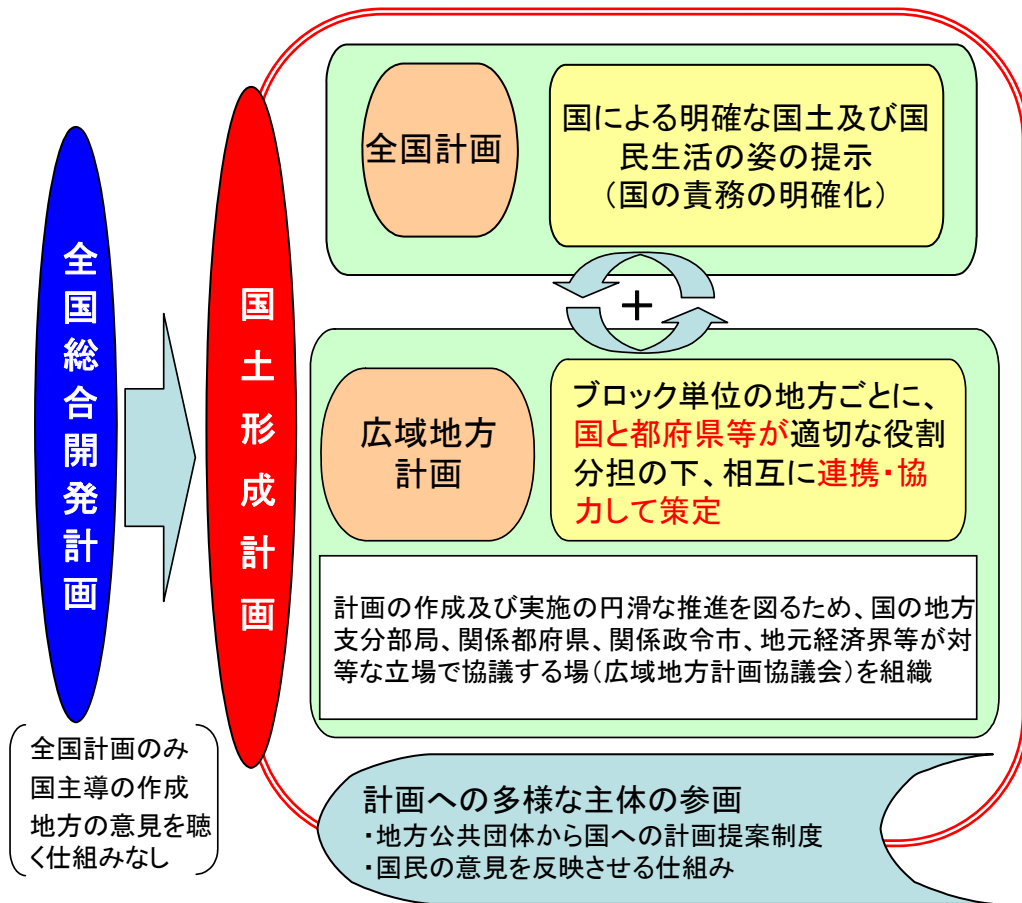 全国総合開発計画
全国計画のみ
国主導の作成
地方の意見を聴
く仕組みなし
国土形成計画
全国計画
国による明確な国土及び国
民生活の姿の提示
(国の責務の明確化)
+
広域地方
計画
ブロック単位の地方ごとに、
国と都府県等が適切な役割
分担の下、相互に連携・協
力して策定
計画の作成及び実施の円滑な推進を図るため、国の地方
支分部局、関係都府県、関係政令市、地元経済界等が対
等な立場で協議する場(広域地方計画協議会)を組織
計画への多様な主体の参画
・地方公共団体から国への計画提案制度
・国民の意見を反映させる仕組み